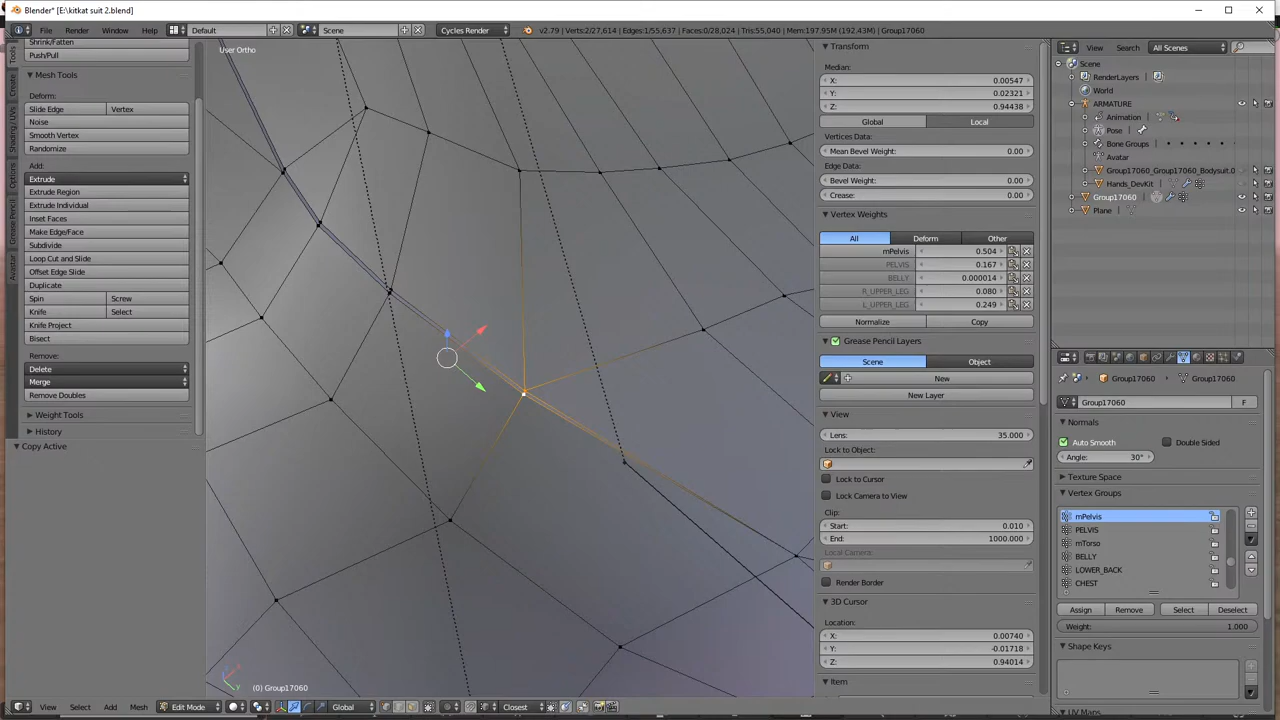 Blender* [E:\kitkat suit 2.blend]
File Render Window Help Default Scene Cycles Render v2.79 | Verts:2/27,614 | Edges:1/55,637 | Faces:0/28,024 | Tris:55,040 | Mem:197.95M (192.43M) | Group17060
View Search All Scenes
Shrink/Fatten
Push/Pull
Mesh Tools
Deform:
Slide Edge Vertex
Noise
Smooth Vertex
Randomize
Add:
Extrude
Extrude Region
Extrude Individual
Inset Faces
Make Edge/Face
Subdivide
Loop Cut and Slide
Offset Edge Slide
Duplicate
Spin Screw
Knife Select
Knife Project
Bisect
Remove:
Delete
Merge
Remove Doubles
Weight Tools
History
Copy Active
Tools
Create
Shading / UVs
Options
Grease Pencil
Avastar
User Ortho
(0) Group17060
View Select Add Mesh Edit Mode Global Closest
Transform
Median:
X: 0.00547
Y: 0.02321
Z: 0.94438
Global Local
Vertices Data:
Mean Bevel Weight: 0.00
Edge Data:
Bevel Weight: 0.00
Crease: 0.00
Vertex Weights
All Deform Other
mPelvis 0.504
PELVIS 0.167
BELLY 0.000014
R_UPPER_LEG 0.080
L_UPPER_LEG 0.249
Normalize Copy
Grease Pencil Layers
Scene Object
New
New Layer
View
Lens: 35.000
Lock to Object:
Lock to Cursor
Lock Camera to View
Clip:
Start: 0.010
End: 1000.000
Local Camera:
Render Border
3D Cursor
Location:
X: 0.00740
Y: -0.01718
Z: 0.94014
Item
Scene
RenderLayers
World
ARMATURE
Animation
Pose
Bone Groups
Avatar
Group17060_Group17060_Bodysuit.0
Hands_DevKit
Group17060
Plane
Group17060 Group17060
Group17060 F
Normals
Auto Smooth Double Sided
Angle: 30°
Texture Space
Vertex Groups
mPelvis
PELVIS
mTorso
BELLY
LOWER_BACK
CHEST
Assign Remove Select Deselect
Weight: 1.000
Shape Keys
UV Maps